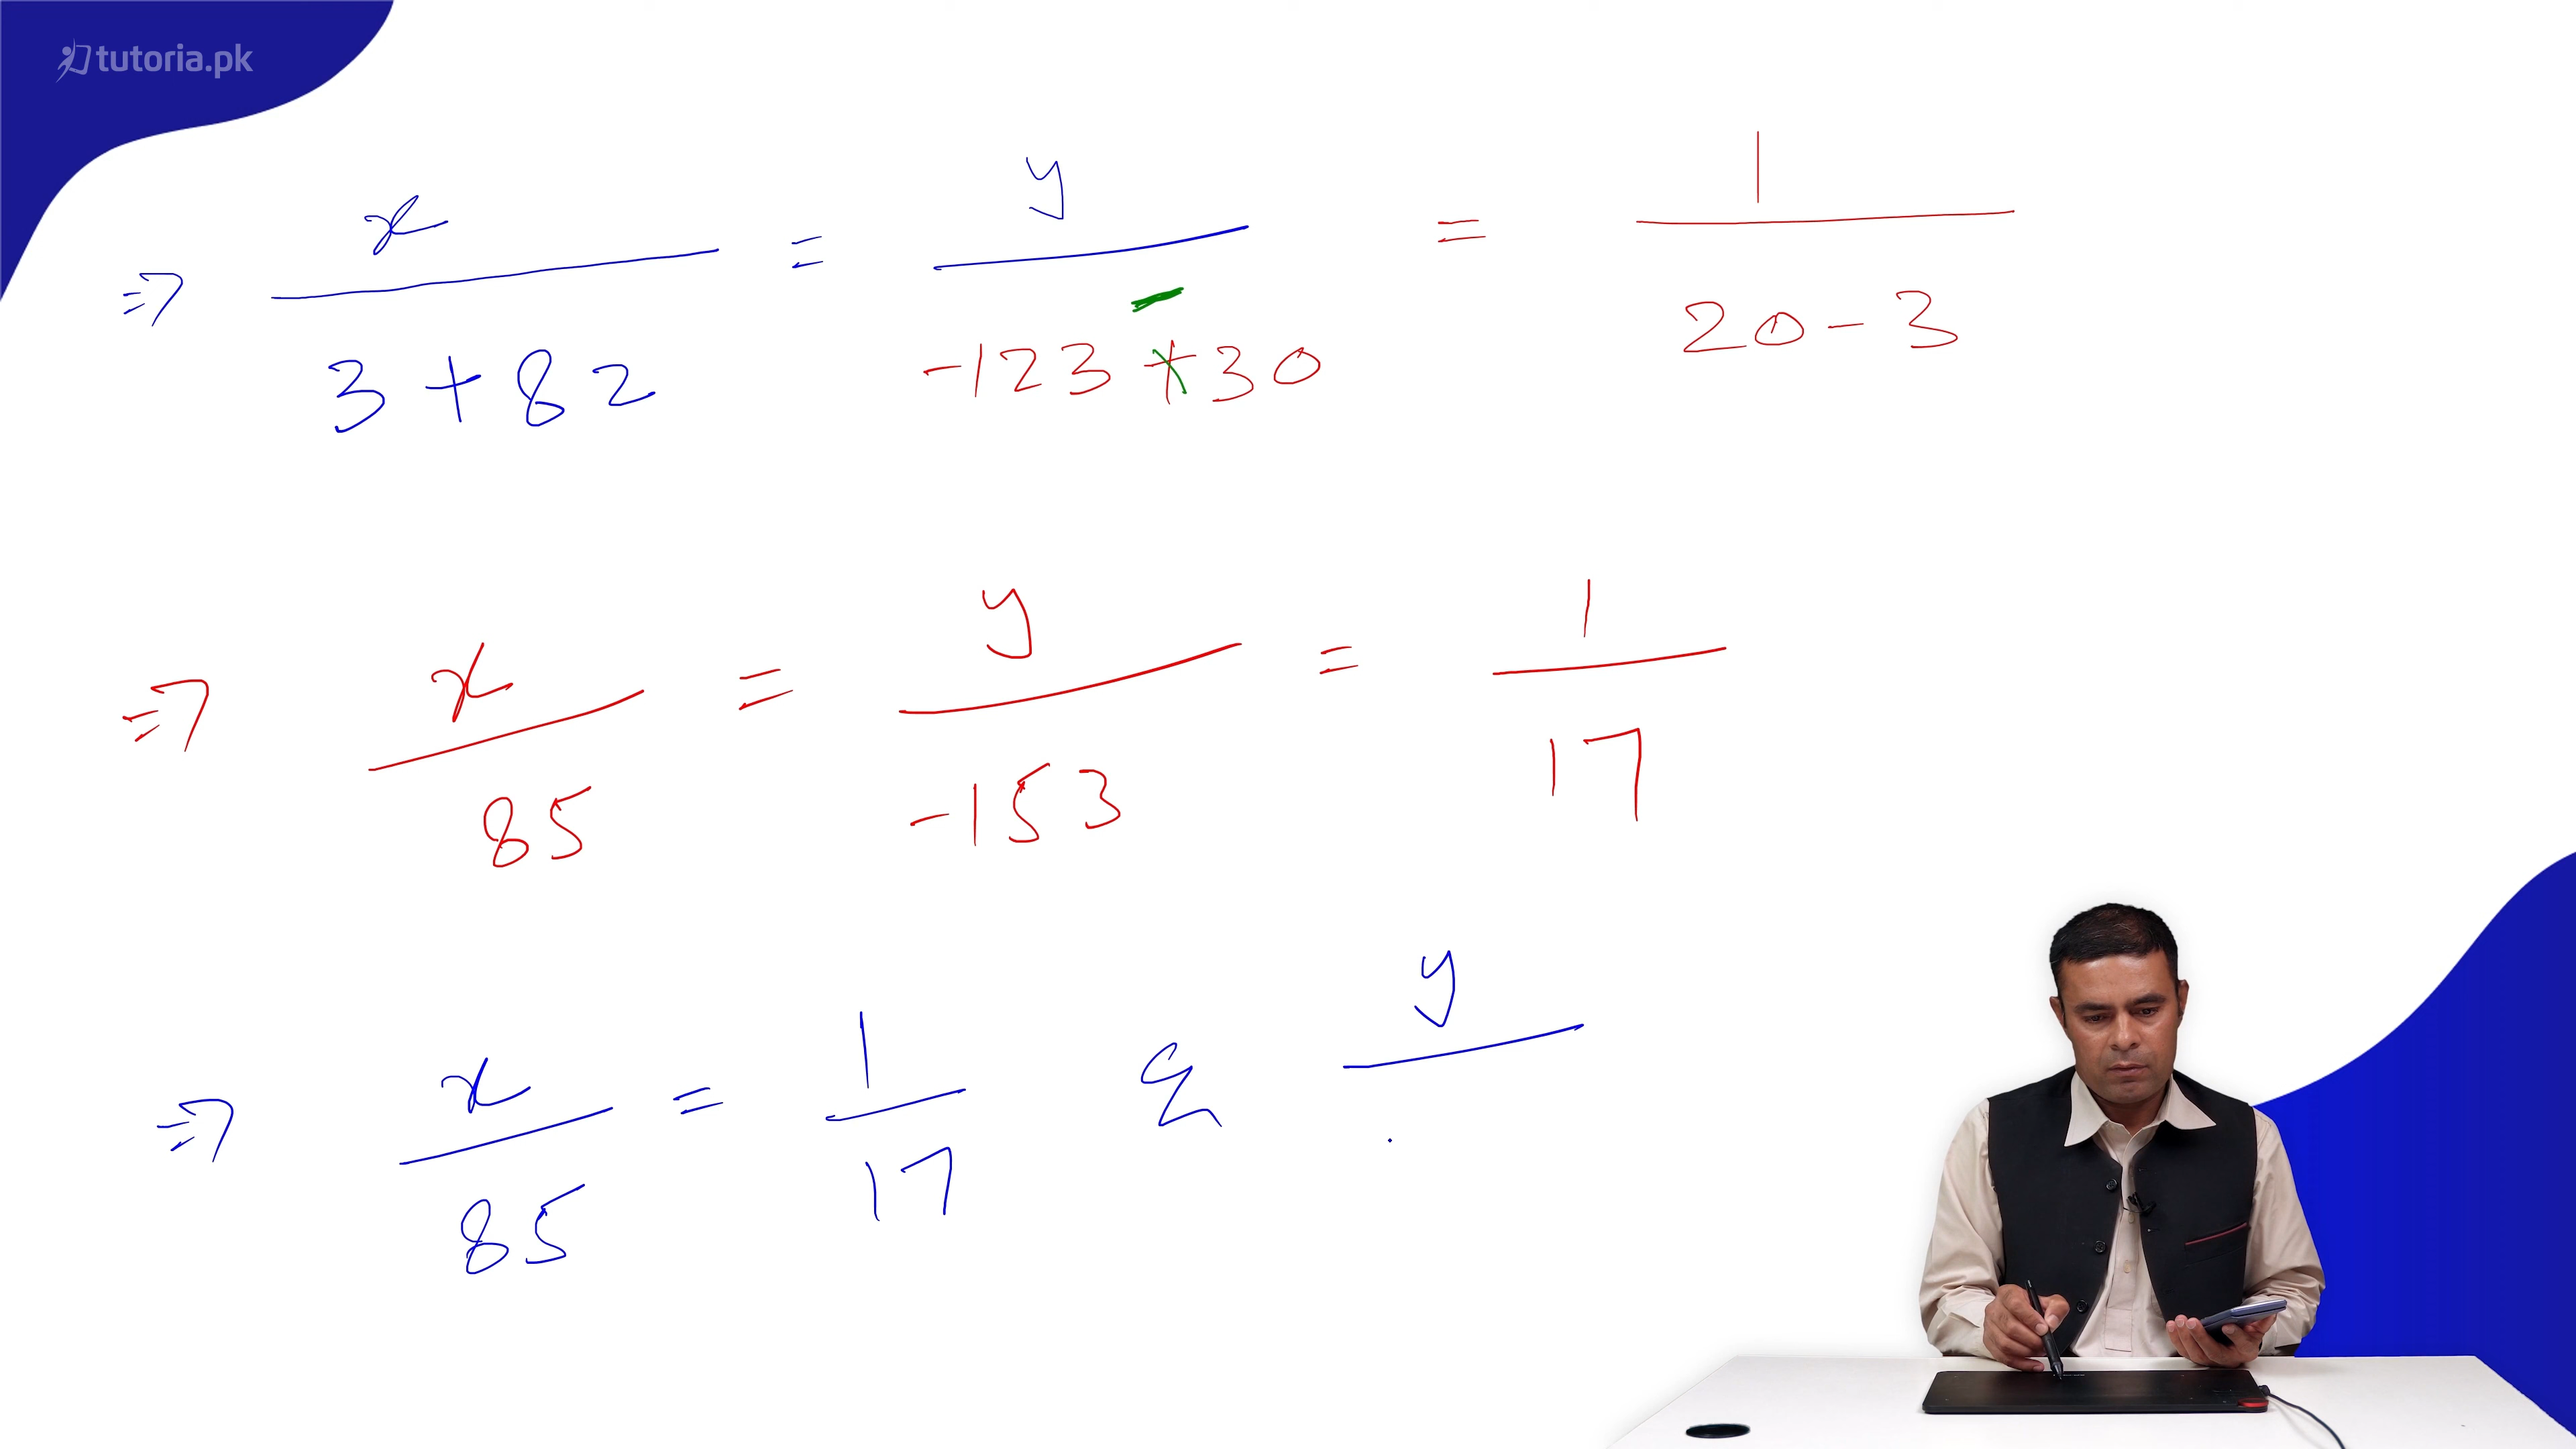 tutoria.pk
⇒ x/(3 + 82) = y/(-123 - 30) = 1/(20 - 3)
⇒ x/85 = y/-153 = 1/17
⇒ x/85 = 1/17 & y/